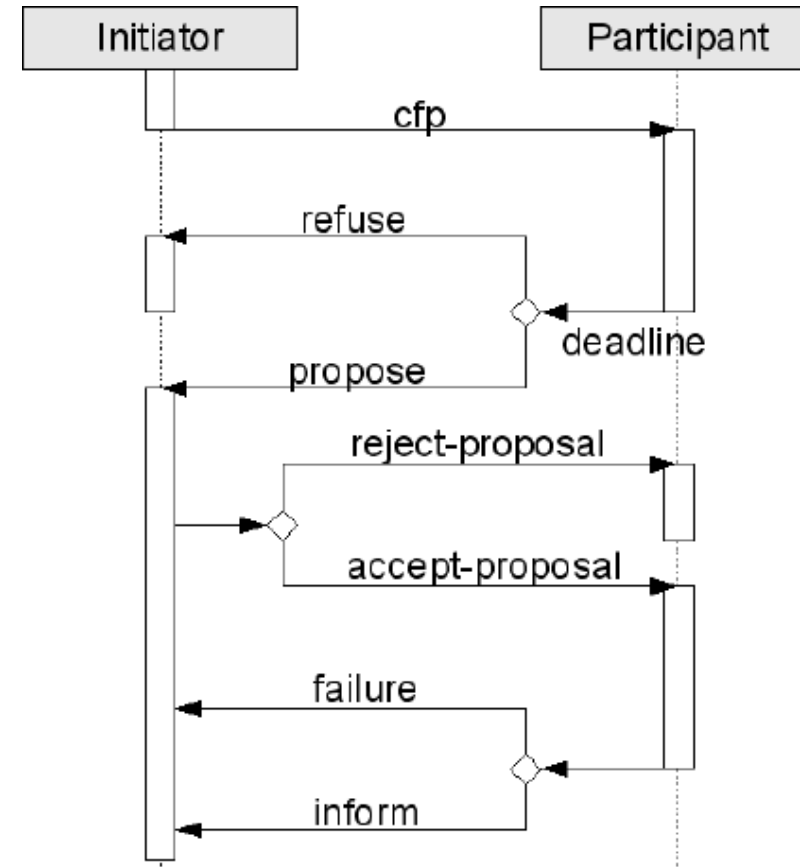 Initiator
Participant
cfp
refuse
deadline
propose
reject-proposal
accept-proposal
failure
inform